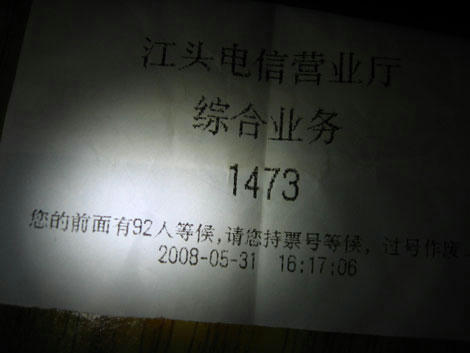 江头电信营业厅
综合业务
1473
您的前面有92人等候,请您持票号等候，过号作废
2008-05-31 16:17:06